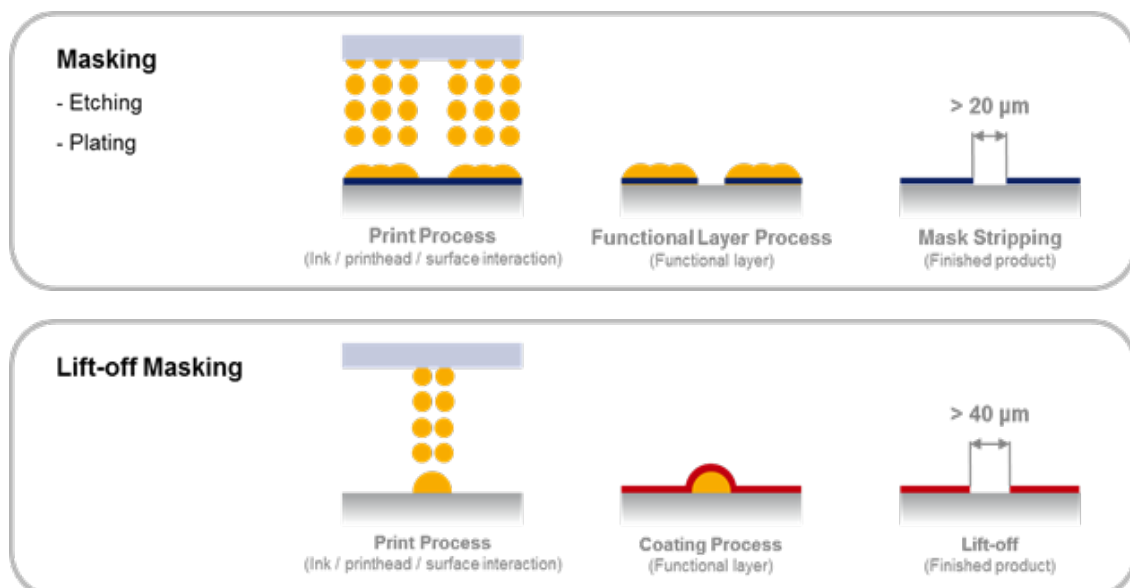 Masking
- Etching
- Plating
> 20 µm
Print Process
(Ink / printhead / surface interaction)
Functional Layer Process
(Functional layer)
Mask Stripping
(Finished product)
Lift-off Masking
> 40 µm
Print Process
(Ink / printhead / surface interaction)
Coating Process
(Functional layer)
Lift-off
(Finished product)